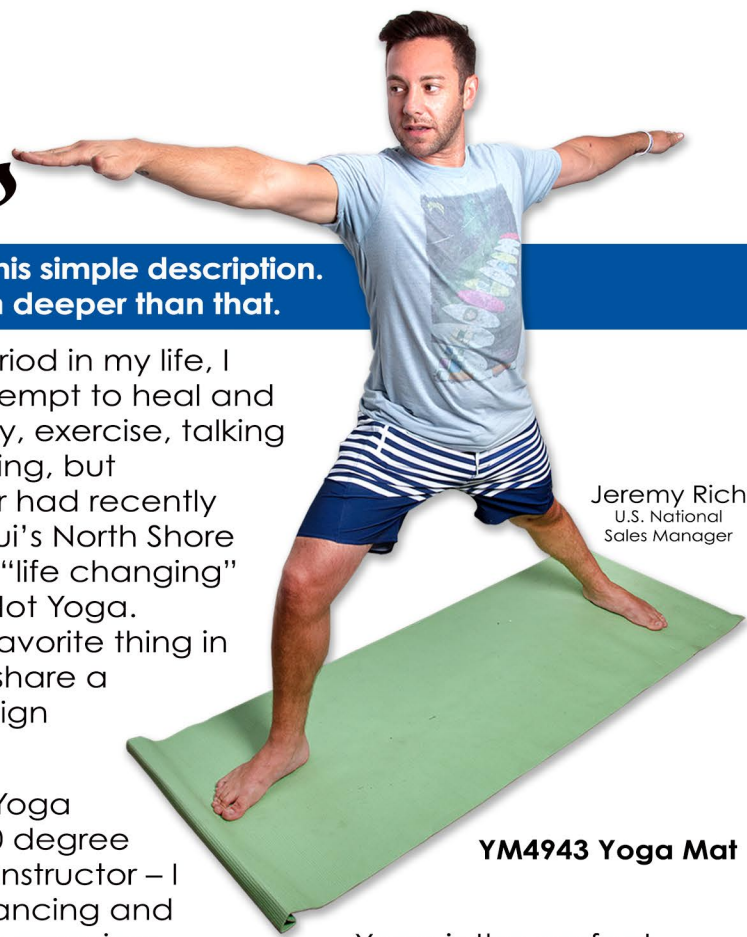 s
his simple description.
deeper than that.
riod in my life, I
empt to heal and
y, exercise, talking
ing, but
r had recently
ui’s North Shore
“life changing”
Hot Yoga.
avorite thing in
share a
ign
Jeremy Rich
U.S. National
Sales Manager
Yoga
0 degree
nstructor – I
ancing and
YM4943 Yoga Mat